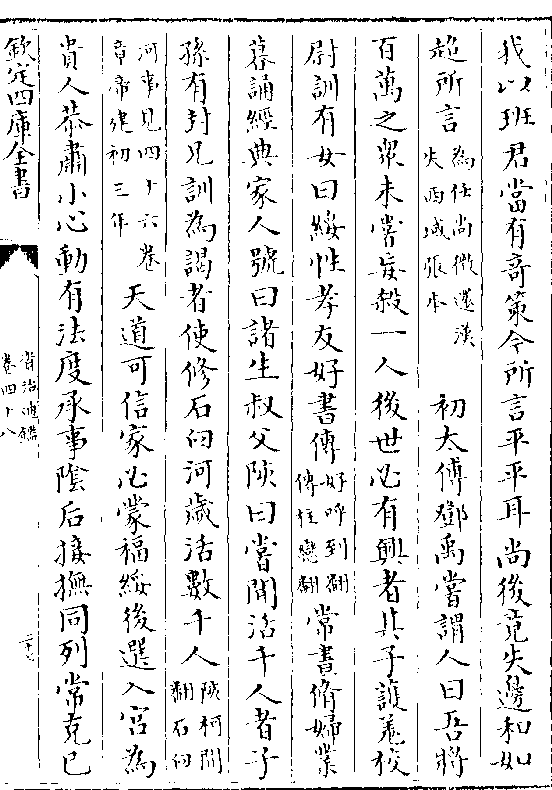 我以班君當有奇策今所言平平耳尚後竟失邊和如
超所言為任尚徵還漢失西域張本　初太傅鄧禹嘗謂人曰吾將
百萬之衆未嘗妄殺一人後世必有興者其子護羌校
尉訓有女曰綏性孝友好書傳好呼到翻傳柱戀翻常晝脩婦業
暮誦經典家人號曰諸生叔父陔曰嘗聞活千人者子
孫有封兄訓為謁者使修石臼河歲活數千人陔柯開翻石臼
河事見四十六卷章帝建初三年天道可信家必蒙福綏後選入宮為
貴人恭肅小心動有法度承事陰后接撫同列常克已
欽定四庫全書　資治通鑑卷四十八